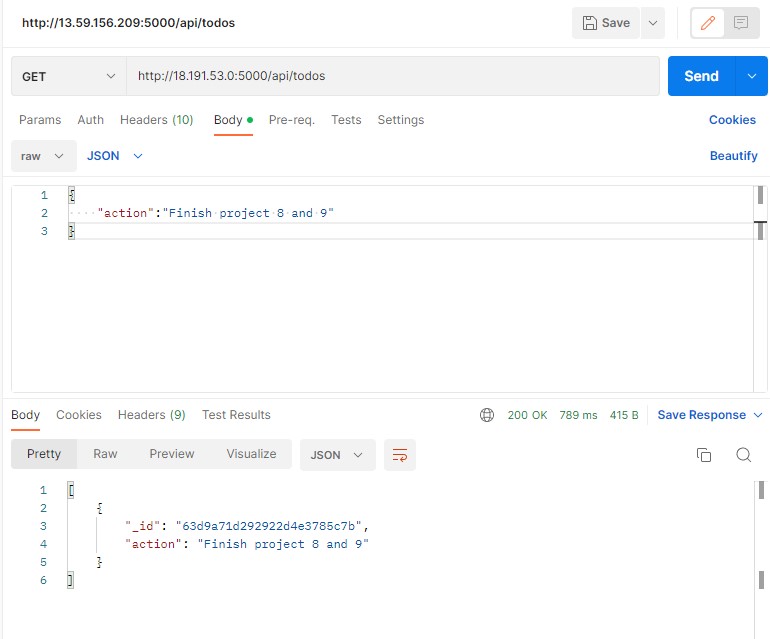 http://13.59.156.209:5000/api/todos
Save
GET
http://18.191.53.0:5000/api/todos
Send
Params Auth Headers (10) Body Pre-req. Tests Settings Cookies
raw JSON Beautify
1 {
2 ····"action":"Finish·project·8·and·9"
3 }
Body Cookies Headers (9) Test Results 200 OK 789 ms 415 B Save Response
Pretty Raw Preview Visualize JSON
1 [
2 {
3 "_id": "63d9a71d292922d4e3785c7b",
4 "action": "Finish project 8 and 9"
5 }
6 ]